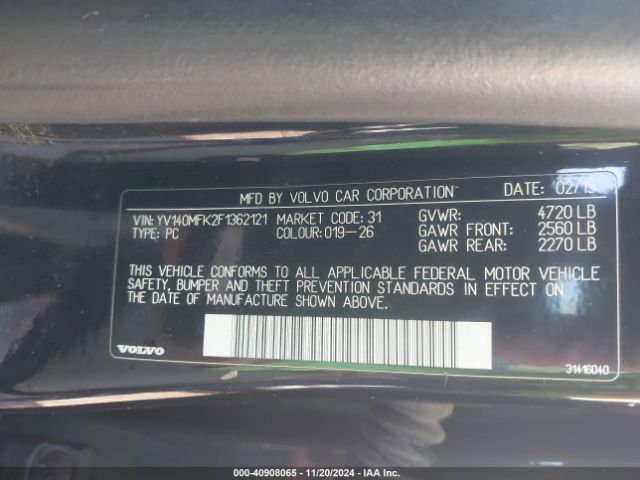 MFD BY VOLVO CAR CORPORATION DATE: 02/15
VIN: YV140MFK2F1362121 MARKET CODE: 31 GVWR: 4720 LB
TYPE: PC COLOUR: 019-26 GAWR FRONT: 2560 LB
GAWR REAR: 2270 LB
THIS VEHICLE CONFORMS TO ALL APPLICABLE FEDERAL MOTOR VEHICLE
SAFETY, BUMPER AND THEFT PREVENTION STANDARDS IN EFFECT ON
THE DATE OF MANUFACTURE SHOWN ABOVE.
VOLVO
31416040
000-40908065 - 11/20/2024 - IAA Inc.